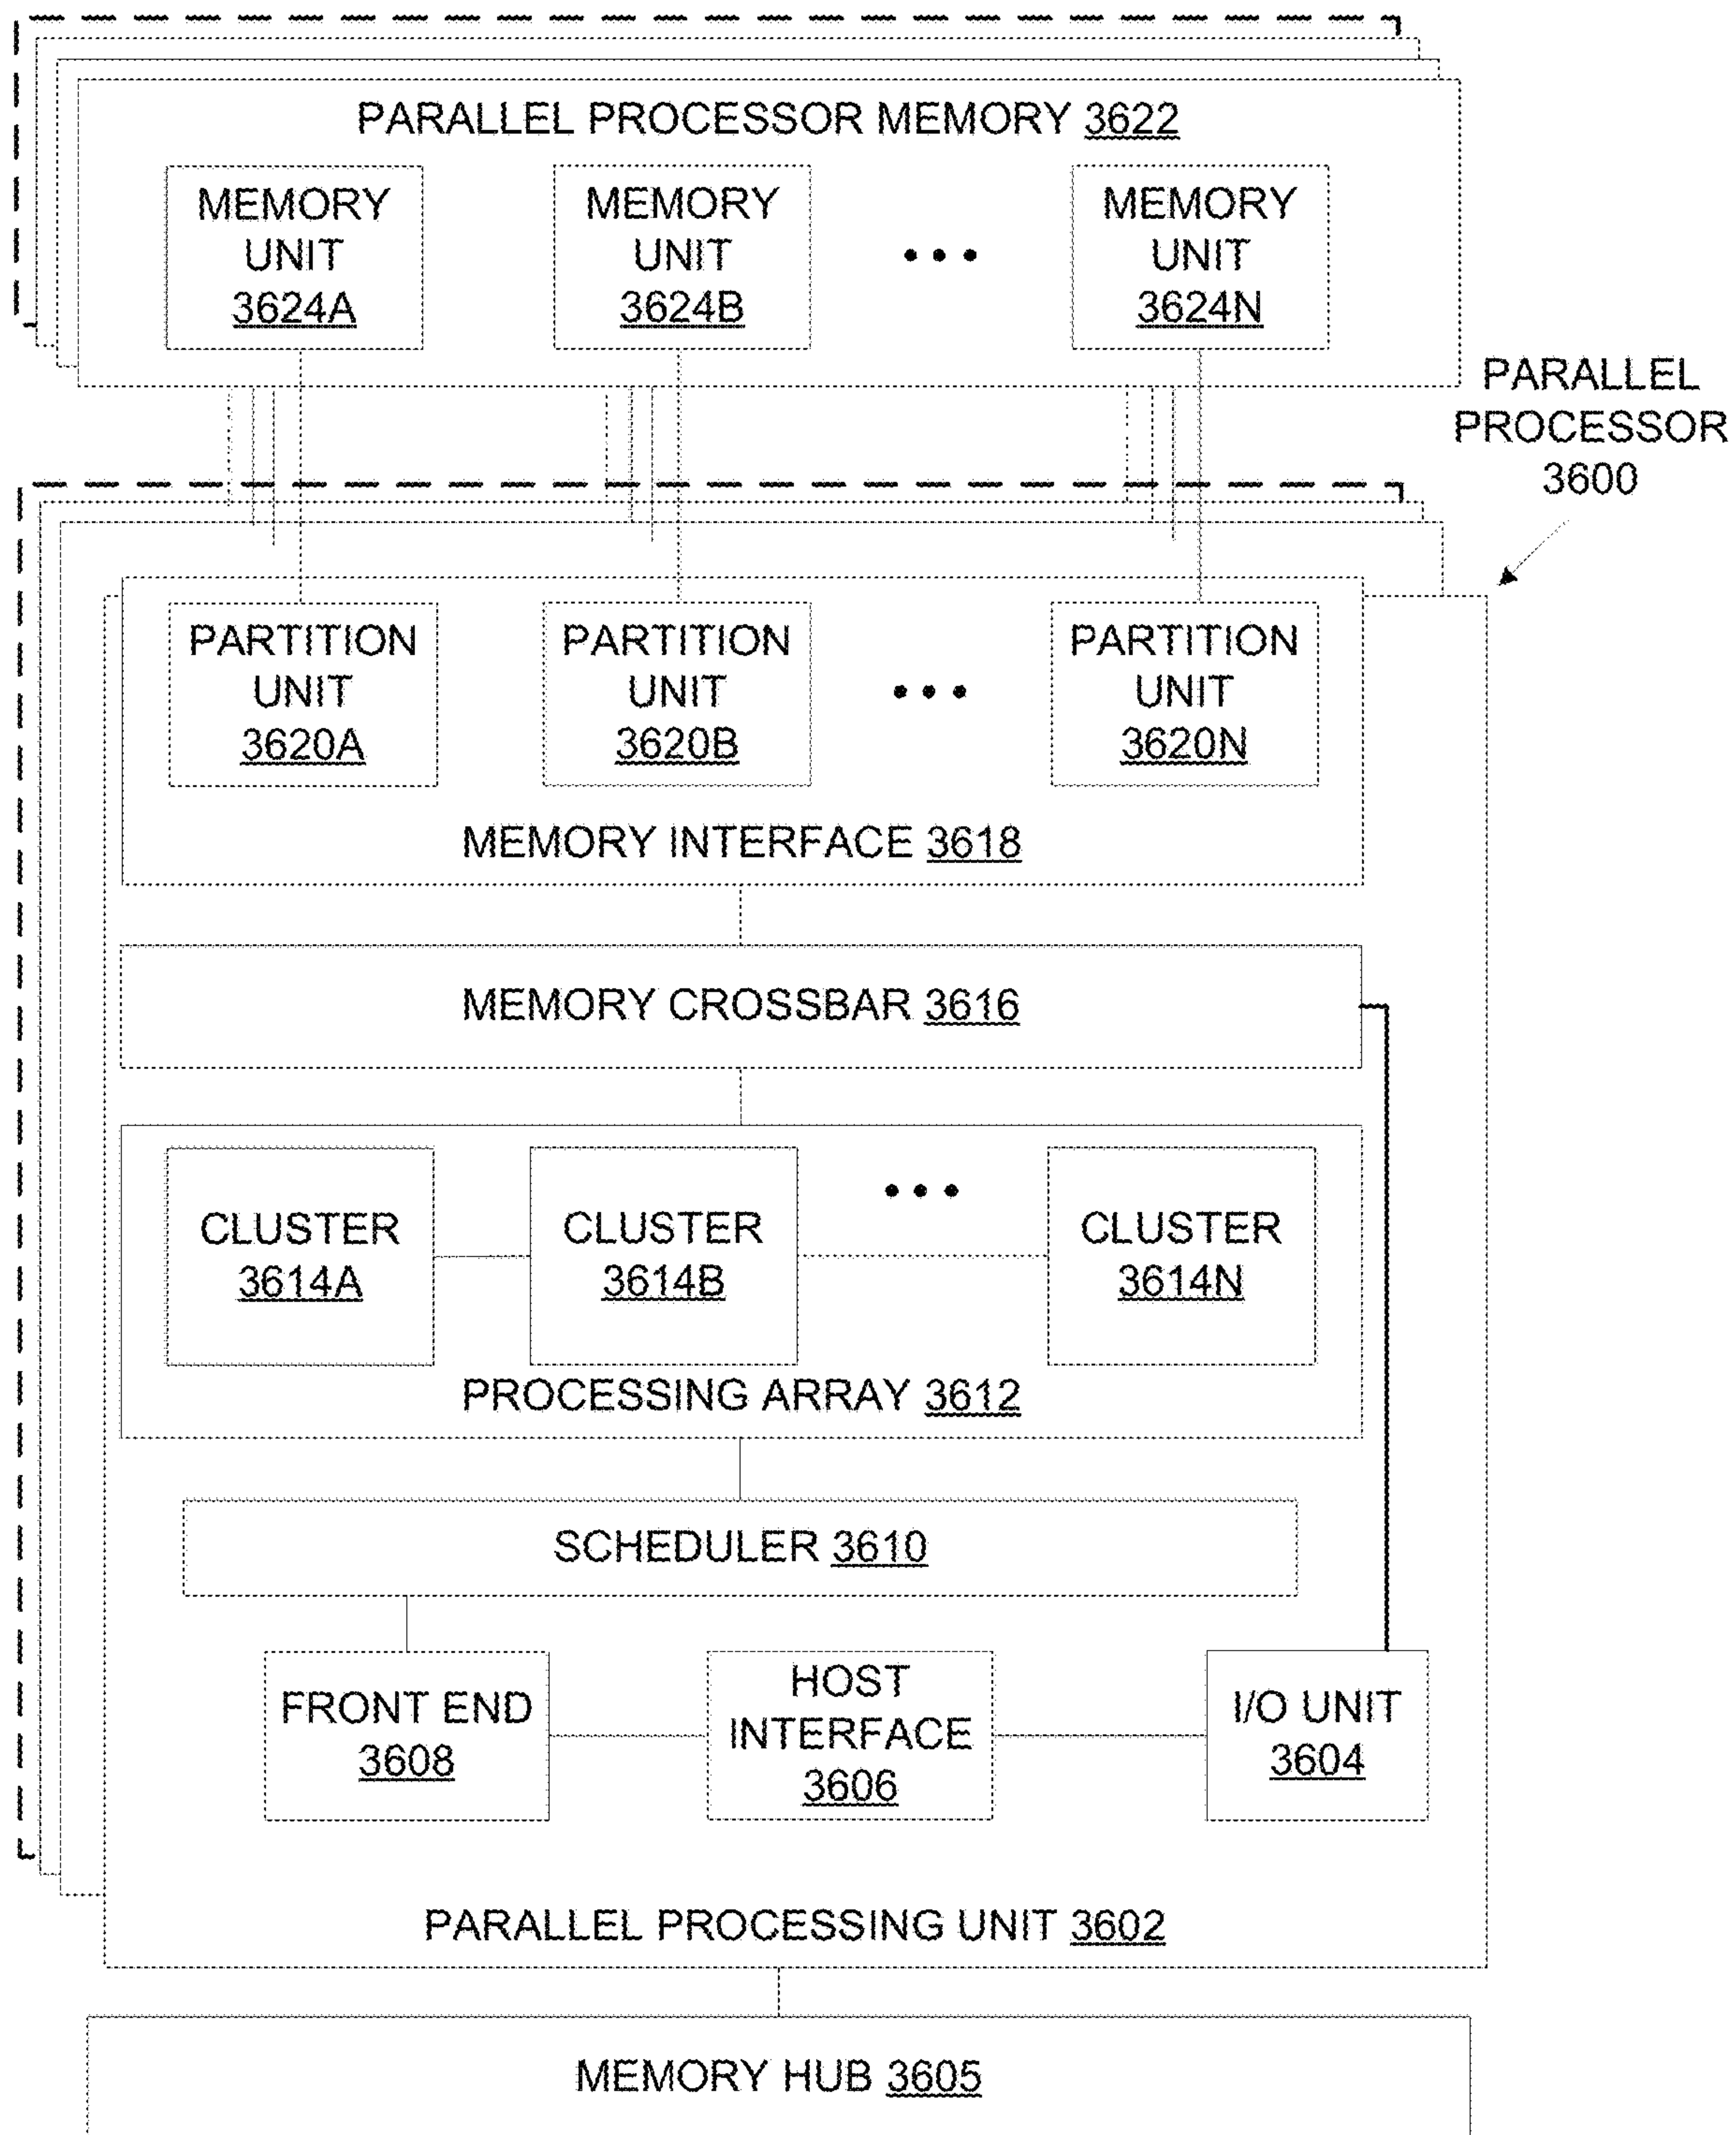 PARALLEL PROCESSOR MEMORY 3622
MEMORY
UNIT
3624A
MEMORY
UNIT
3624B
•••
MEMORY
UNIT
3624N
PARALLEL
PROCESSOR
3600
PARTITION
UNIT
3620A
PARTITION
UNIT
3620B
•••
PARTITION
UNIT
3620N
MEMORY INTERFACE 3618
MEMORY CROSSBAR 3616
CLUSTER
3614A
CLUSTER
3614B
•••
CLUSTER
3614N
PROCESSING ARRAY 3612
SCHEDULER 3610
FRONT END
3608
HOST
INTERFACE
3606
I/O UNIT
3604
PARALLEL PROCESSING UNIT 3602
MEMORY HUB 3605